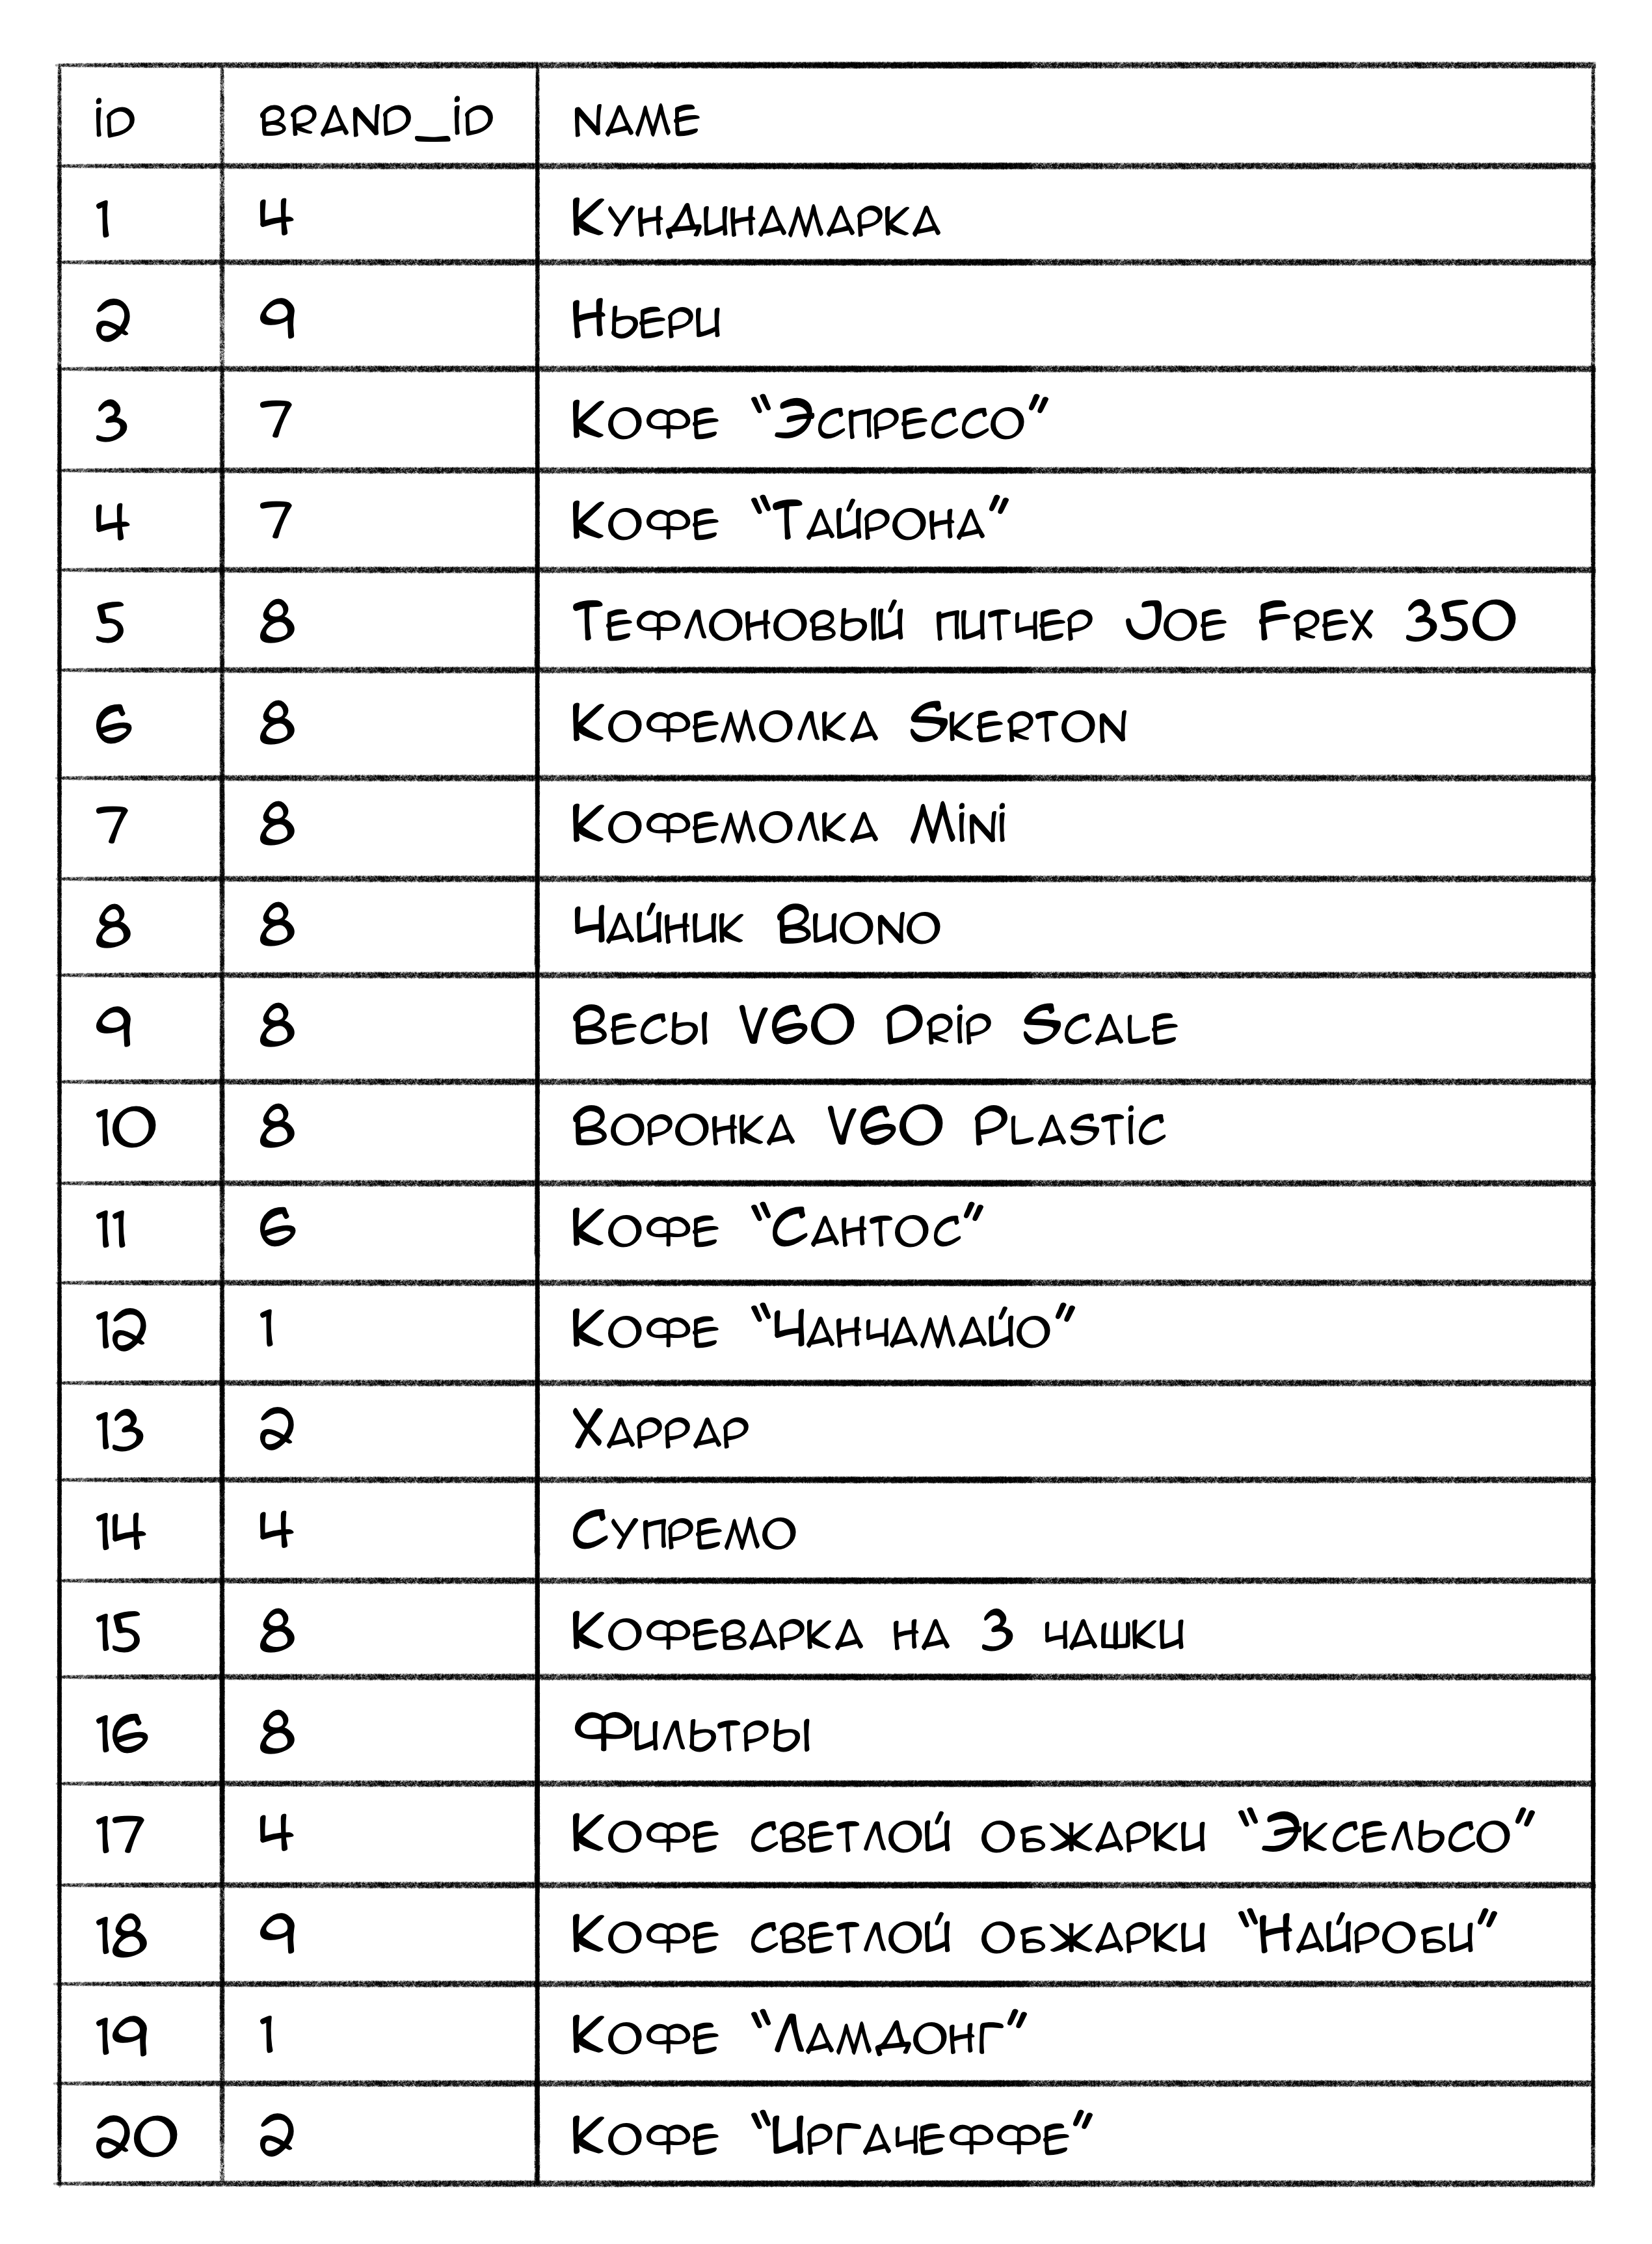 id brand_id name
1 4 Кундинамарка
2 9 Ньери
3 7 Кофе "Эспрессо"
4 7 Кофе "Тайрона"
5 8 Тефлоновый питчер Joe Frex 350
6 8 Кофемолка Skerton
7 8 Кофемолка Mini
8 8 Чайник Buono
9 8 Весы V60 Drip Scale
10 8 Воронка V60 Plastic
11 6 Кофе "Сантос"
12 1 Кофе "Чанчамайо"
13 2 Харрар
14 4 Супремо
15 8 Кофеварка на 3 чашки
16 8 Фильтры
17 4 Кофе светлой обжарки "Эксельсо"
18 9 Кофе светлой обжарки "Найроби"
19 1 Кофе "Ламдонг"
20 2 Кофе "Иргачеффе"